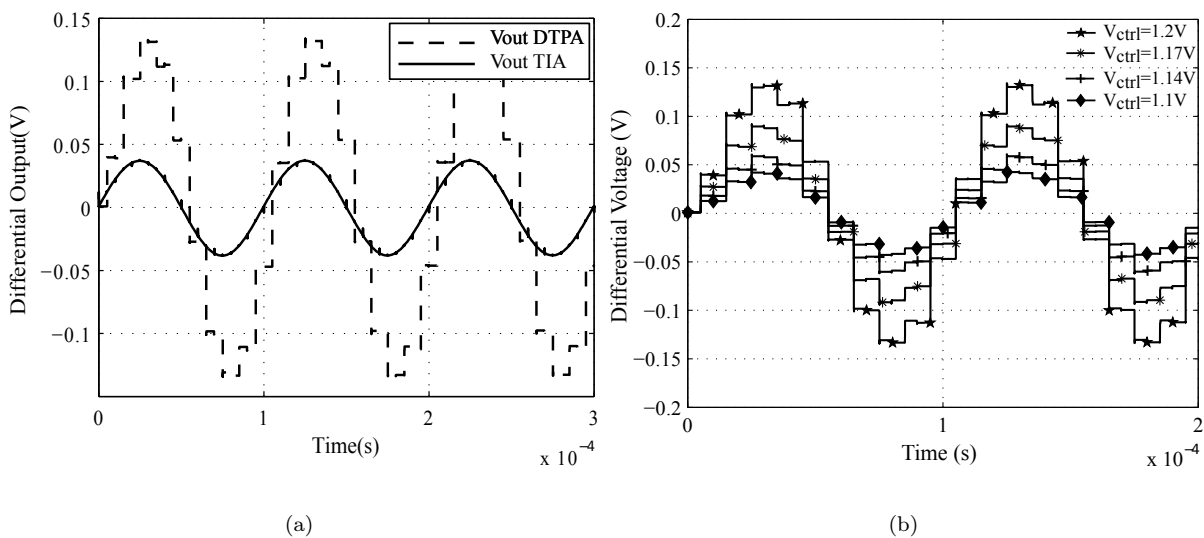 0.15
0.1
0.05
0
−0.05
−0.1
Differential Output(V)
Vout DTPA
Vout TIA
0
1
2
3
Time(s)
x 10⁻⁴
(a)
0.2
0.15
0.1
0.05
0
−0.05
−0.1
−0.15
−0.2
Differential Voltage (V)
Vctrl=1.2V
Vctrl=1.17V
Vctrl=1.14V
Vctrl=1.1V
0
1
2
Time (s)
x 10⁻⁴
(b)